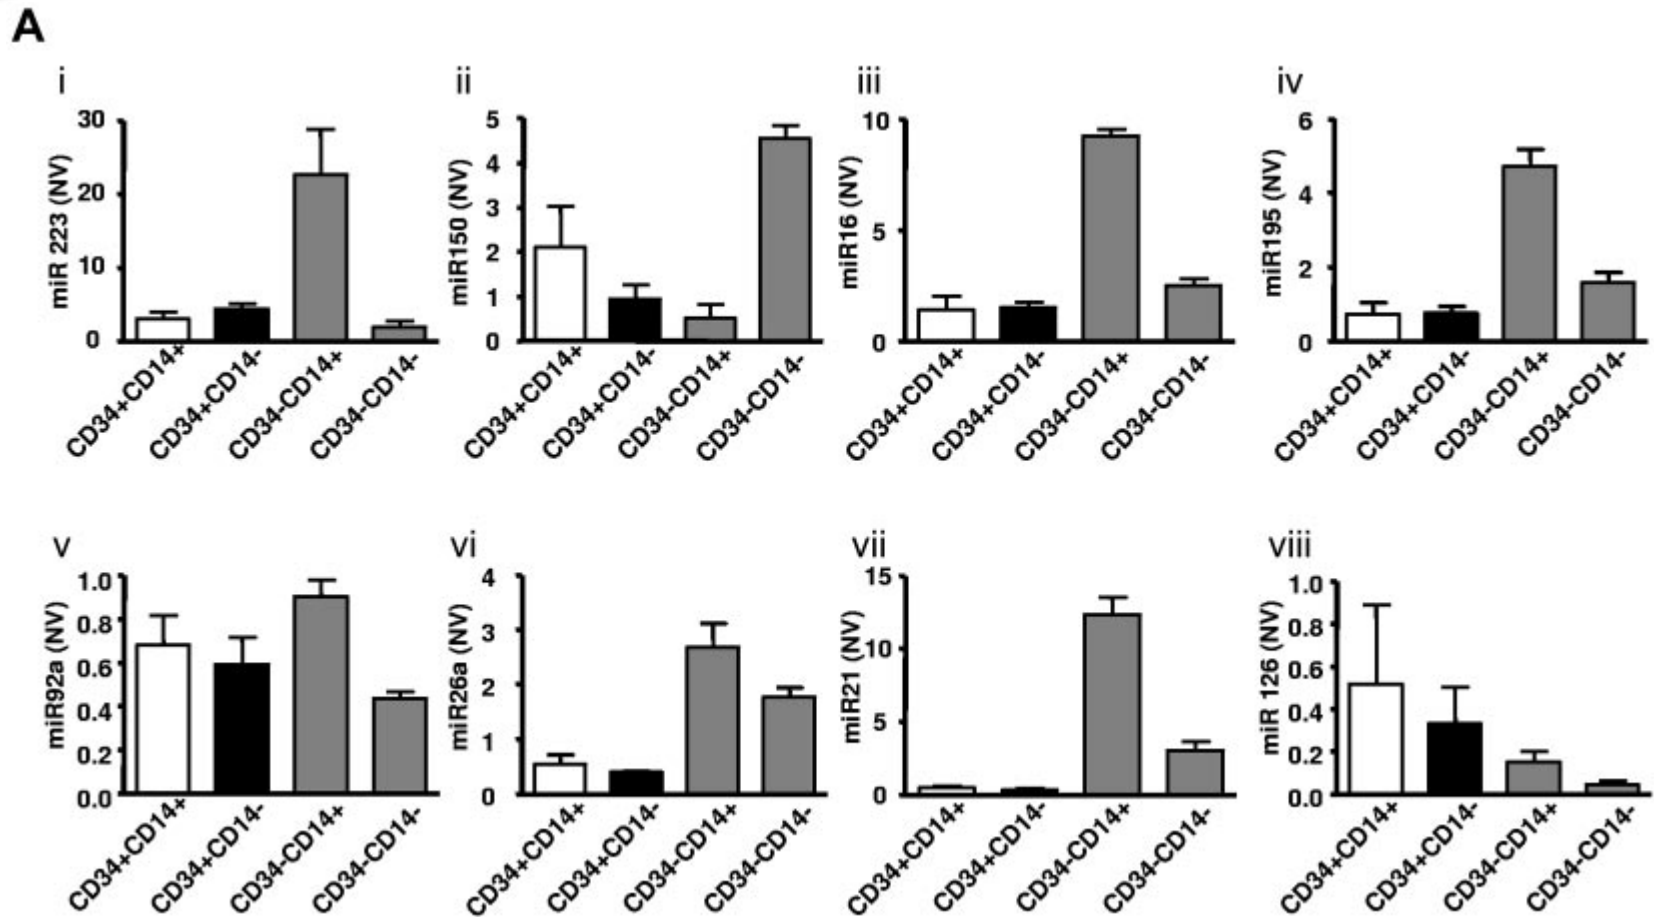 A
i
ii
iii
iv
miR 223 (NV)
30
20
10
0
CD34+CD14+
CD34+CD14-
CD34-CD14+
CD34-CD14-
miR150 (NV)
5
4
3
2
1
0
CD34+CD14+
CD34+CD14-
CD34-CD14+
CD34-CD14-
miR16 (NV)
10
5
0
CD34+CD14+
CD34+CD14-
CD34-CD14+
CD34-CD14-
miR195 (NV)
6
4
2
0
CD34+CD14+
CD34+CD14-
CD34-CD14+
CD34-CD14-
v
vi
vii
viii
miR92a (NV)
1.0
0.8
0.6
0.4
0.2
0.0
CD34+CD14+
CD34+CD14-
CD34-CD14+
CD34-CD14-
miR26a (NV)
4
3
2
1
0
CD34+CD14+
CD34+CD14-
CD34-CD14+
CD34-CD14-
miR21 (NV)
15
10
5
0
CD34+CD14+
CD34+CD14-
CD34-CD14+
CD34-CD14-
miR 126 (NV)
1.0
0.8
0.6
0.4
0.2
0.0
CD34+CD14+
CD34+CD14-
CD34-CD14+
CD34-CD14-